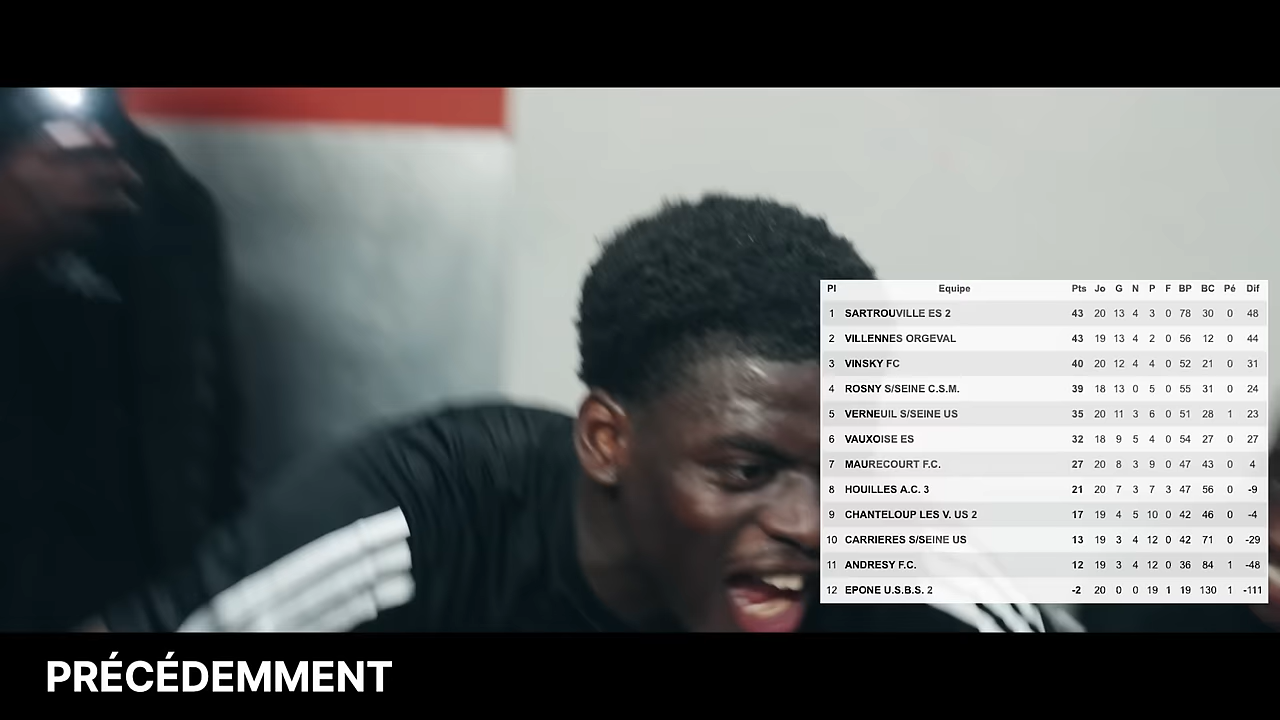 Pl Equipe Pts Jo G N P F BP BC Pé Dif
1 SARTROUVILLE ES 2 43 20 13 4 3 0 78 30 0 48
2 VILLENNES ORGEVAL 43 19 13 4 2 0 56 12 0 44
3 VINSKY FC 40 20 12 4 4 0 52 21 0 31
4 ROSNY S/SEINE C.S.M. 39 18 13 0 5 0 55 31 0 24
5 VERNEUIL S/SEINE US 35 20 11 3 6 0 51 28 1 23
6 VAUXOISE ES 32 18 9 5 4 0 54 27 0 27
7 MAURECOURT F.C. 27 20 8 3 9 0 47 43 0 4
8 HOUILLES A.C. 3 21 20 7 3 7 3 47 56 0 -9
9 CHANTELOUP LES V. US 2 17 19 4 5 10 0 42 46 0 -4
10 CARRIERES S/SEINE US 13 19 3 4 12 0 42 71 0 -29
11 ANDRESY F.C. 12 19 3 4 12 0 36 84 1 -48
12 EPONE U.S.B.S. 2 -2 20 0 0 19 1 19 130 1 -111
PRÉCÉDEMMENT